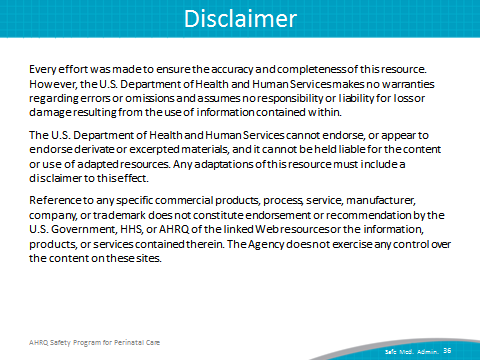 Disclaimer
Every effort was made to ensure the accuracy and completeness of this resource.
However, the U.S. Department of Health and Human Services makes no warranties
regarding errors or omissions and assumes no responsibility or liability for loss or
damage resulting from the use of information contained within.
The U.S. Department of Health and Human Services cannot endorse, or appear to
endorse derivate or excerpted materials, and it cannot be held liable for the content
or use of adapted resources. Any adaptations of this resource must include a
disclaimer to this effect.
Reference to any specific commercial products, process, service, manufacturer,
company, or trademark does not constitute endorsement or recommendation by the
U.S. Government, HHS, or AHRQ of the linked Web resources or the information,
products, or services contained therein. The Agency does not exercise any control over
the content on these sites.
AHRQ Safety Program for Perinatal Care
Safe Med. Admin. 36